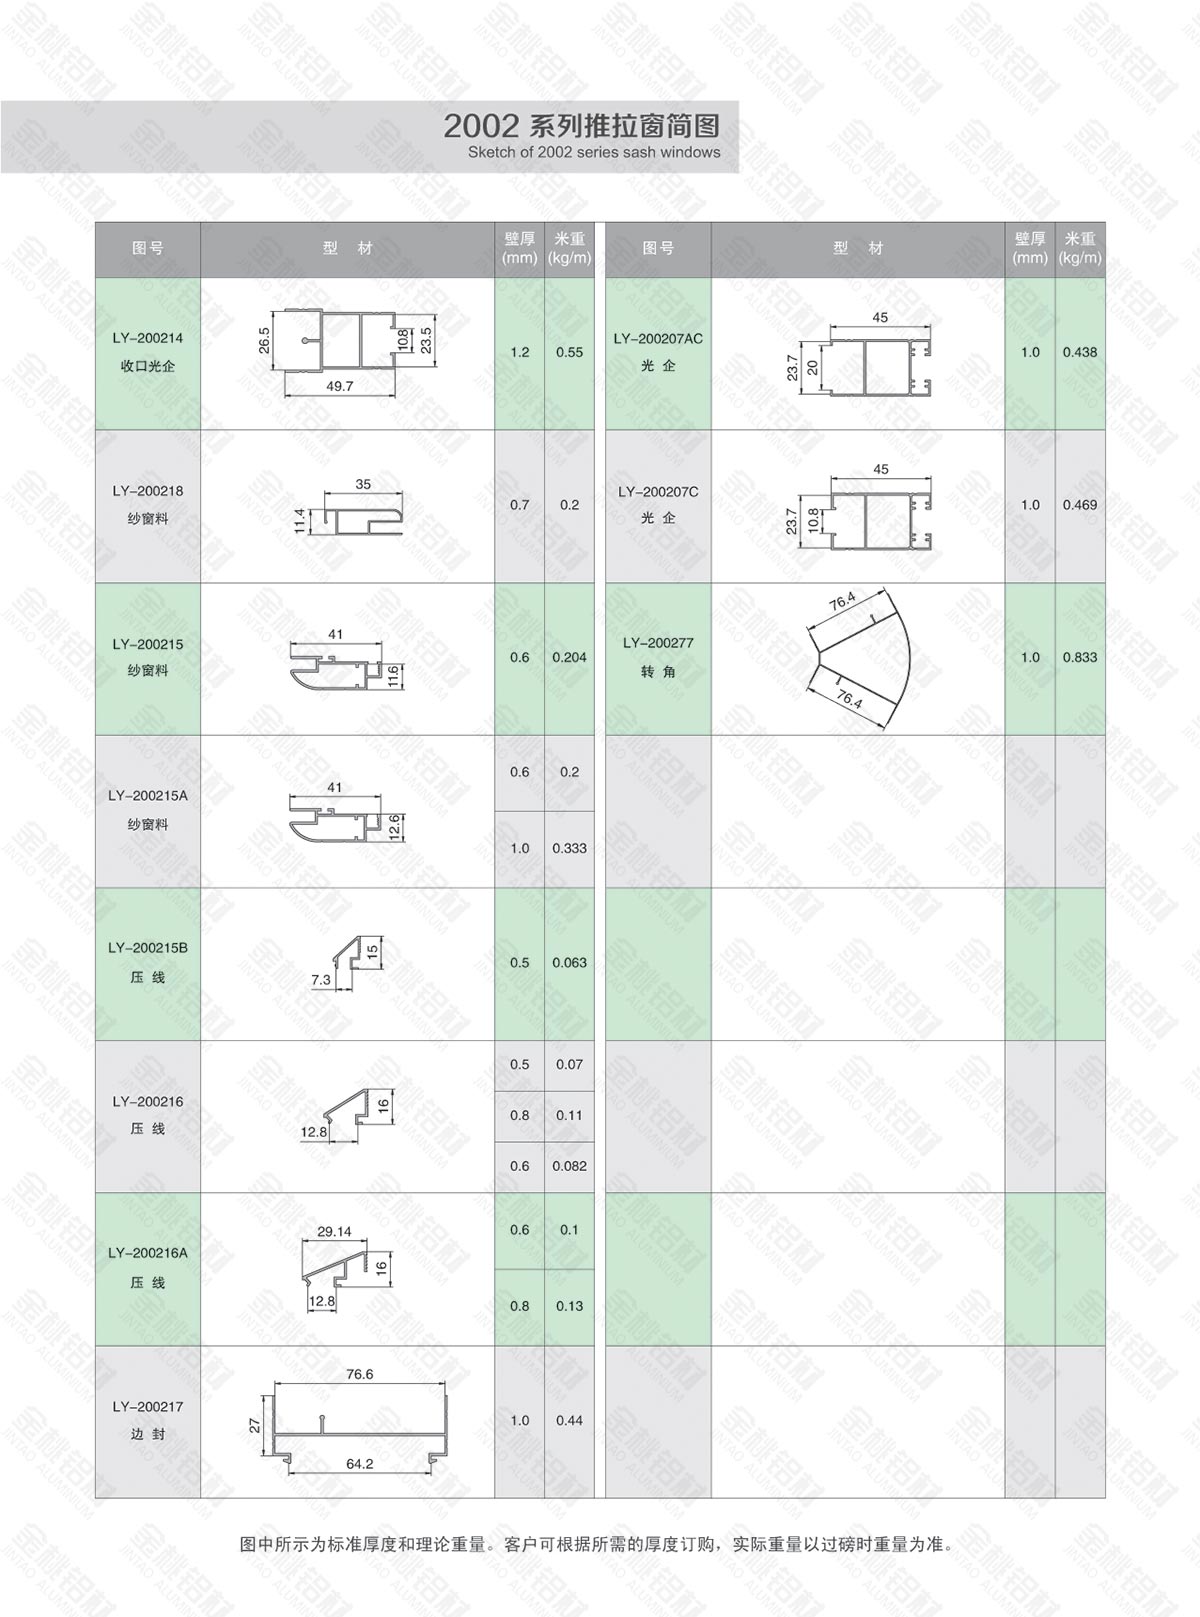 2002 系列推拉窗简图
Sketch of 2002 series sash windows
图号 型 材 壁厚 (mm) 米重 (kg/m)
图号 型 材 壁厚 (mm) 米重 (kg/m)
LY-200214
收口光企
26.5
10.8
23.5
49.7
1.2 0.55
LY-200218
纱窗料
35
11.4
0.7 0.2
LY-200215
纱窗料
41
11.6
0.6 0.204
LY-200215A
纱窗料
41
12.6
0.6 0.2
1.0 0.333
LY-200215B
压 线
15
7.3
0.5 0.063
LY-200216
压 线
16
12.8
0.5 0.07
0.8 0.11
0.6 0.082
LY-200216A
压 线
29.14
16
12.8
0.6 0.1
0.8 0.13
LY-200217
边 封
76.6
27
64.2
1.0 0.44
LY-200207AC
光 企
45
23.7
20
1.0 0.438
LY-200207C
光 企
45
23.7
10.8
1.0 0.469
LY-200277
转 角
76.4
76.4
1.0 0.833
图中所示为标准厚度和理论重量。客户可根据所需的厚度订购，实际重量以过磅时重量为准。
金桃铝材
JINTAO ALUMINIUM